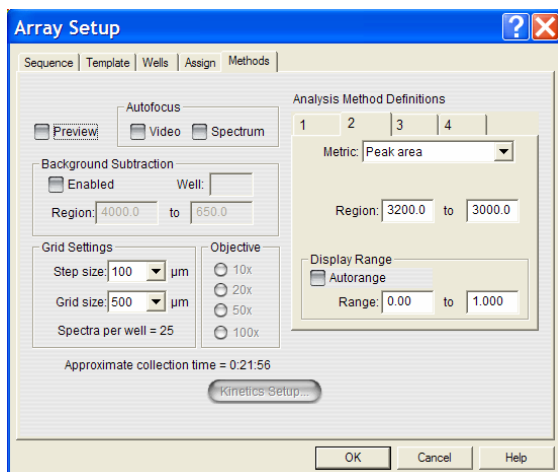 Array Setup
Sequence Template Wells Assign Methods
Autofocus
Preview Video Spectrum
Background Subtraction
Enabled Well:
Region: 4000.0 to 650.0
Grid Settings
Step size: 100 µm
Grid size: 500 µm
Spectra per well = 25
Objective
10x
20x
50x
100x
Approximate collection time = 0:21:56
Kinetics Setup...
Analysis Method Definitions
1 2 3 4
Metric: Peak area
Region: 3200.0 to 3000.0
Display Range
Autorange
Range: 0.00 to 1.000
OK Cancel Help